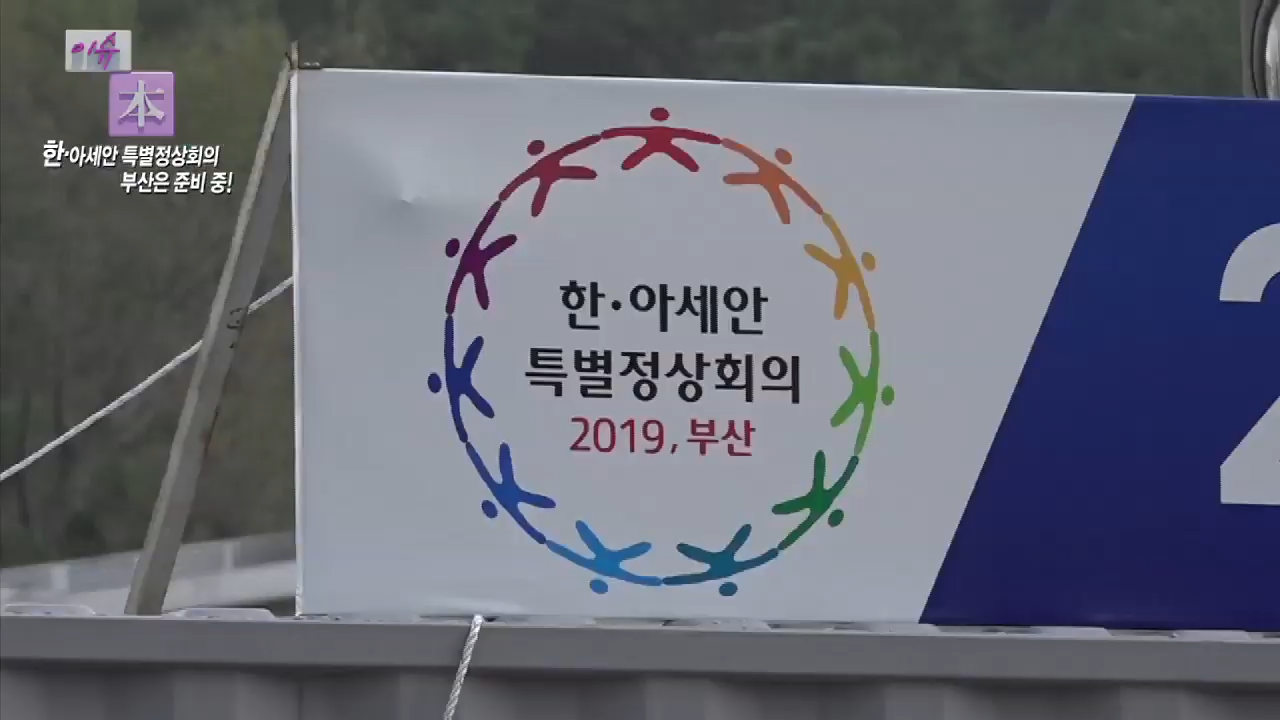 이슈
本
한·아세안 특별정상회의
부산은 준비 중!
한·아세안
특별정상회의
2019, 부산
2